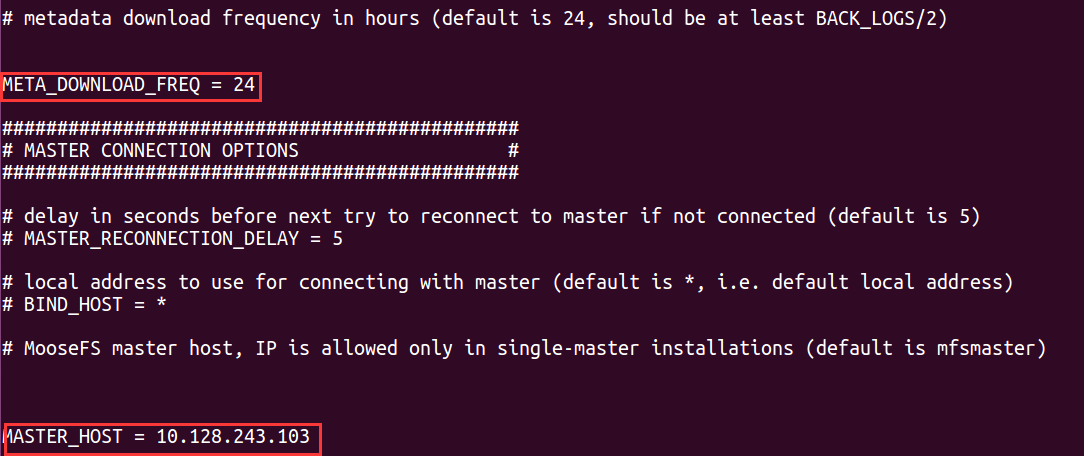 # metadata download frequency in hours (default is 24, should be at least BACK_LOGS/2)
META_DOWNLOAD_FREQ = 24
###############################################
# MASTER CONNECTION OPTIONS                   #
###############################################
# delay in seconds before next try to reconnect to master if not connected (default is 5)
# MASTER_RECONNECTION_DELAY = 5
# local address to use for connecting with master (default is *, i.e. default local address)
# BIND_HOST = *
# MooseFS master host, IP is allowed only in single-master installations (default is mfsmaster)
MASTER_HOST = 10.128.243.103